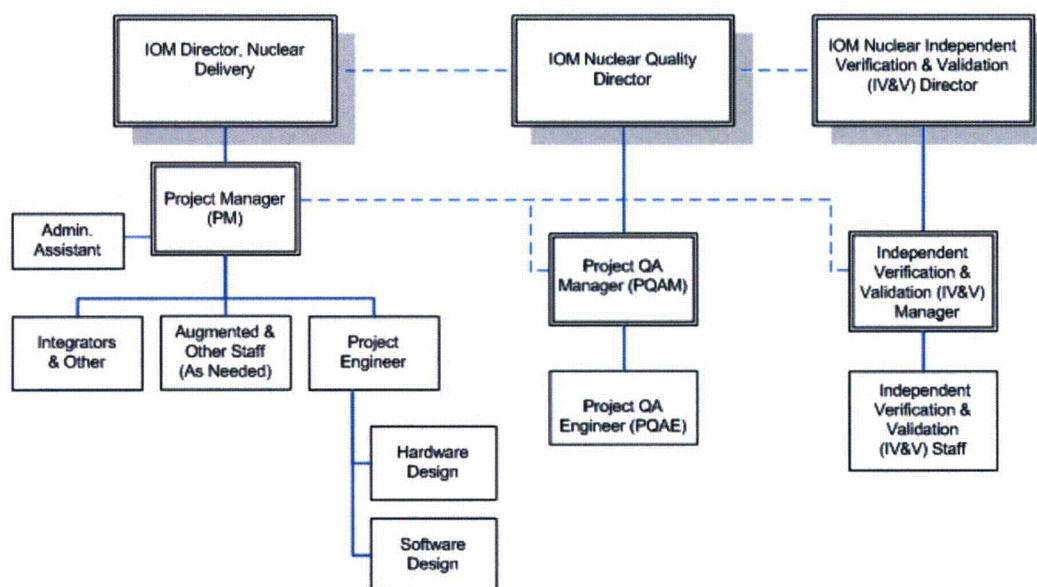 IOM Director, Nuclear
Delivery
IOM Nuclear Quality
Director
IOM Nuclear Independent
Verification & Validation
(IV&V) Director
Project Manager
(PM)
Admin.
Assistant
Project QA
Manager (PQAM)
Independent
Verification &
Validation (IV&V)
Manager
Integrators
& Other
Augmented &
Other Staff
(As Needed)
Project
Engineer
Project QA
Engineer (PQAE)
Independent
Verification &
Validation
(IV&V) Staff
Hardware
Design
Software
Design